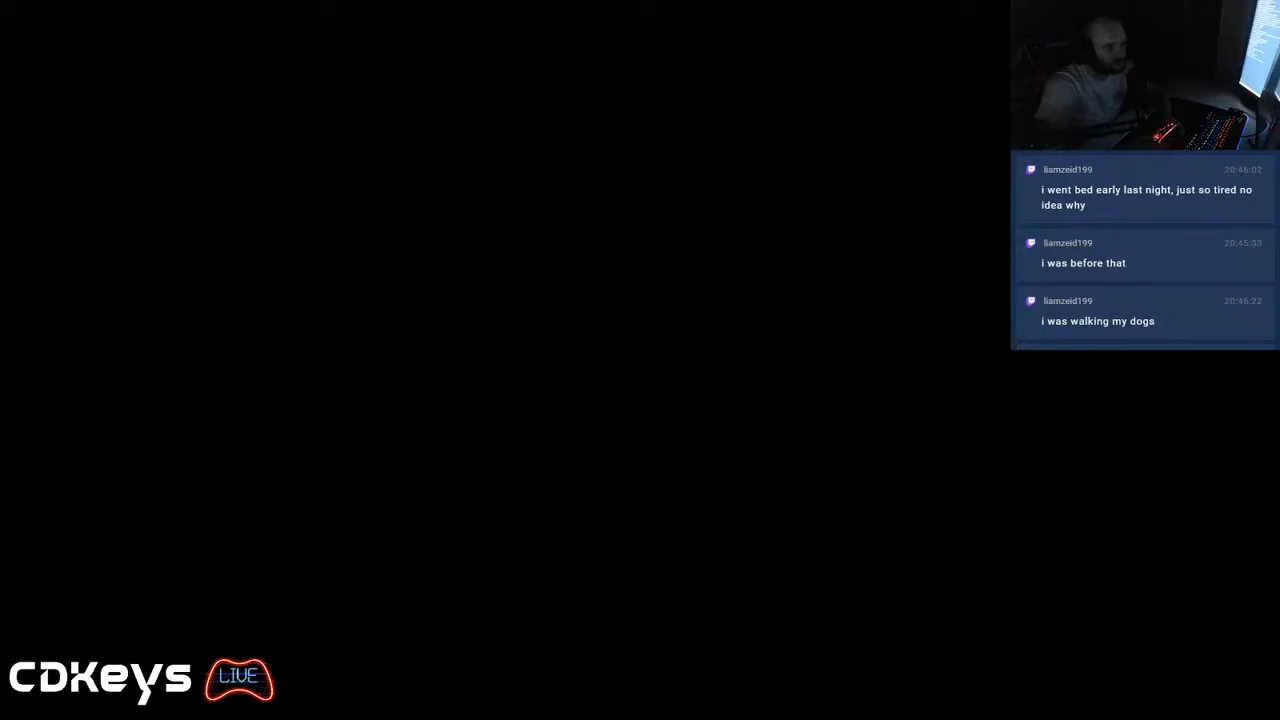 liamzeid199 20:46:02
i went bed early last night, just so tired no
idea why
liamzeid199 20:45:33
i was before that
liamzeid199 20:45:22
i was walking my dogs
CDKeys LIVE